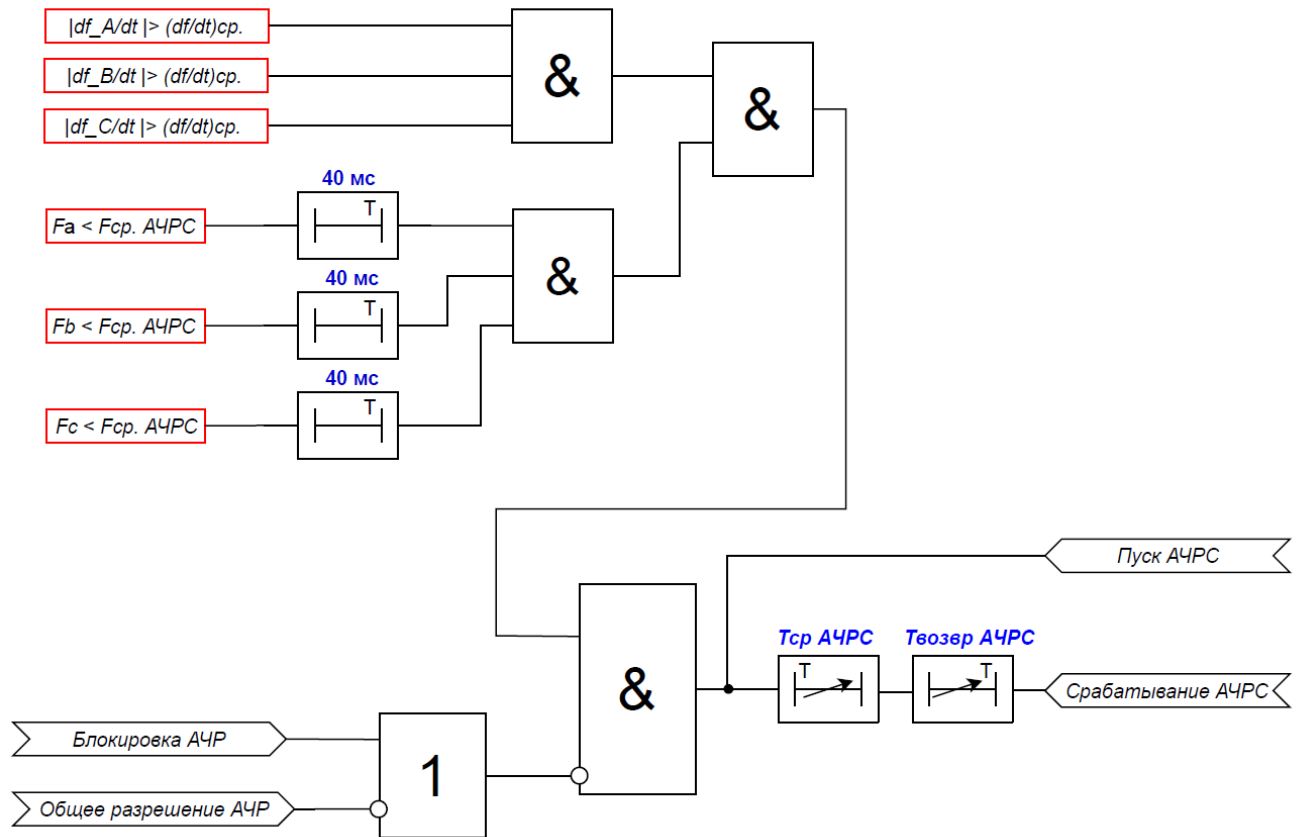 |df_A/dt |> (df/dt)ср.
|df_B/dt |> (df/dt)ср.
|df_C/dt |> (df/dt)ср.
&
&
40 мс
T
Fa < Fср. АЧРС
40 мс
T
Fb < Fср. АЧРС
&
40 мс
T
Fc < Fср. АЧРС
Пуск АЧРС
Tср АЧРС
Tвозвр АЧРС
T
T
&
Срабатывание АЧРС
Блокировка АЧР
1
Общее разрешение АЧР